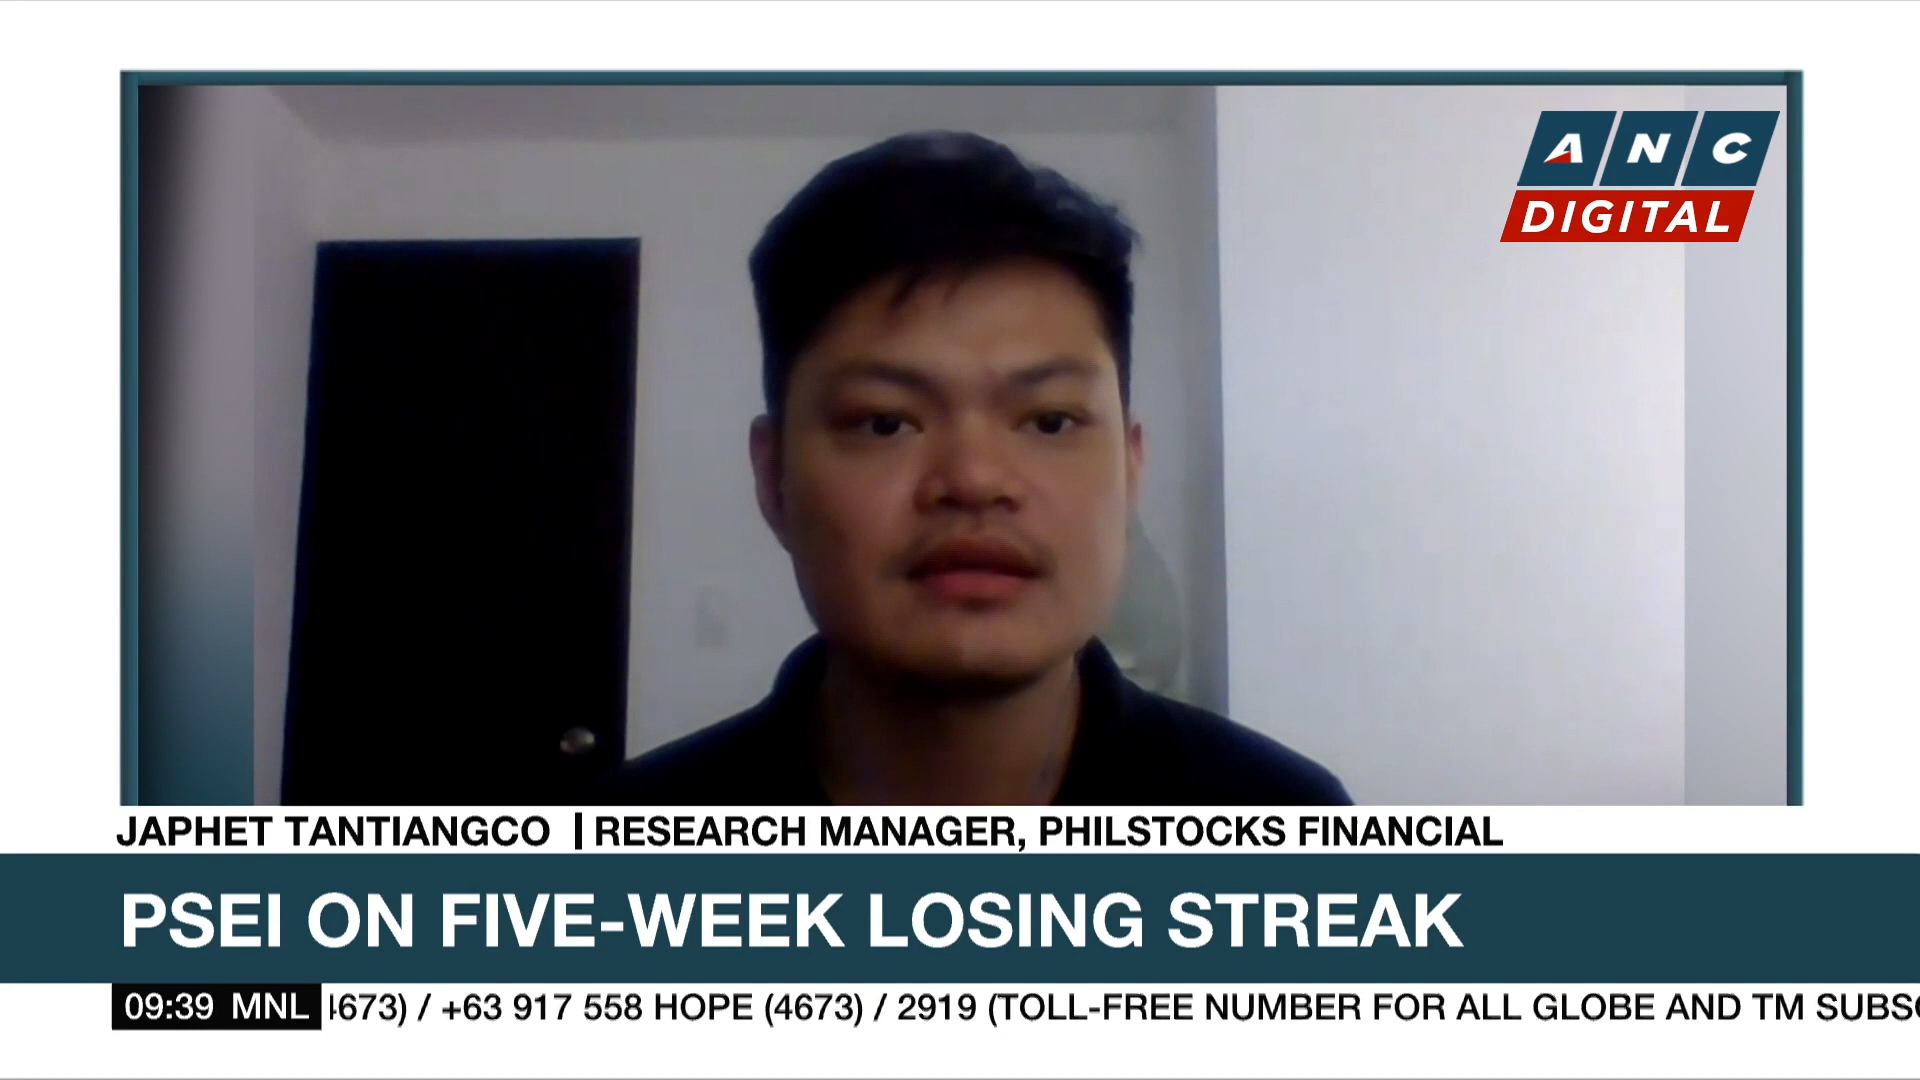 ANC
DIGITAL
JAPHET TANTIANGCO | RESEARCH MANAGER, PHILSTOCKS FINANCIAL
PSEI ON FIVE-WEEK LOSING STREAK
09:39 MNL 4673) / +63 917 558 HOPE (4673) / 2919 (TOLL-FREE NUMBER FOR ALL GLOBE AND TM